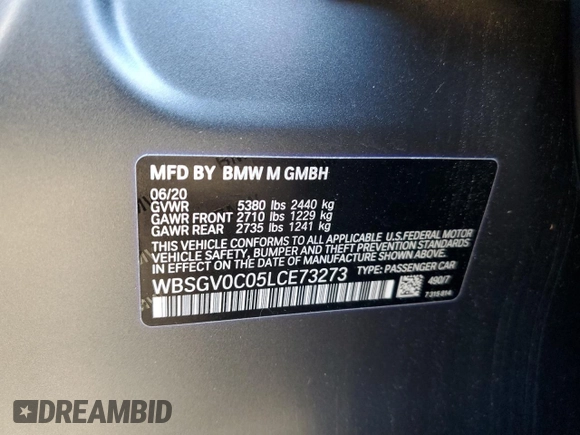 MFD BY BMW M GMBH
06/20
GVWR 5380 lbs 2440 kg
GAWR FRONT 2710 lbs 1229 kg
GAWR REAR 2735 lbs 1241 kg
THIS VEHICLE CONFORMS TO ALL APPLICABLE U.S.FEDERAL MOTOR
VEHICLE SAFETY, BUMPER AND THEFT PREVENTION STANDARDS
IN EFFECT ON THE DATE OF MANUFACTURE SHOWN ABOVE.
WBSGV0C05LCE73273 TYPE: PASSENGER CAR
490/7
DREAMBID